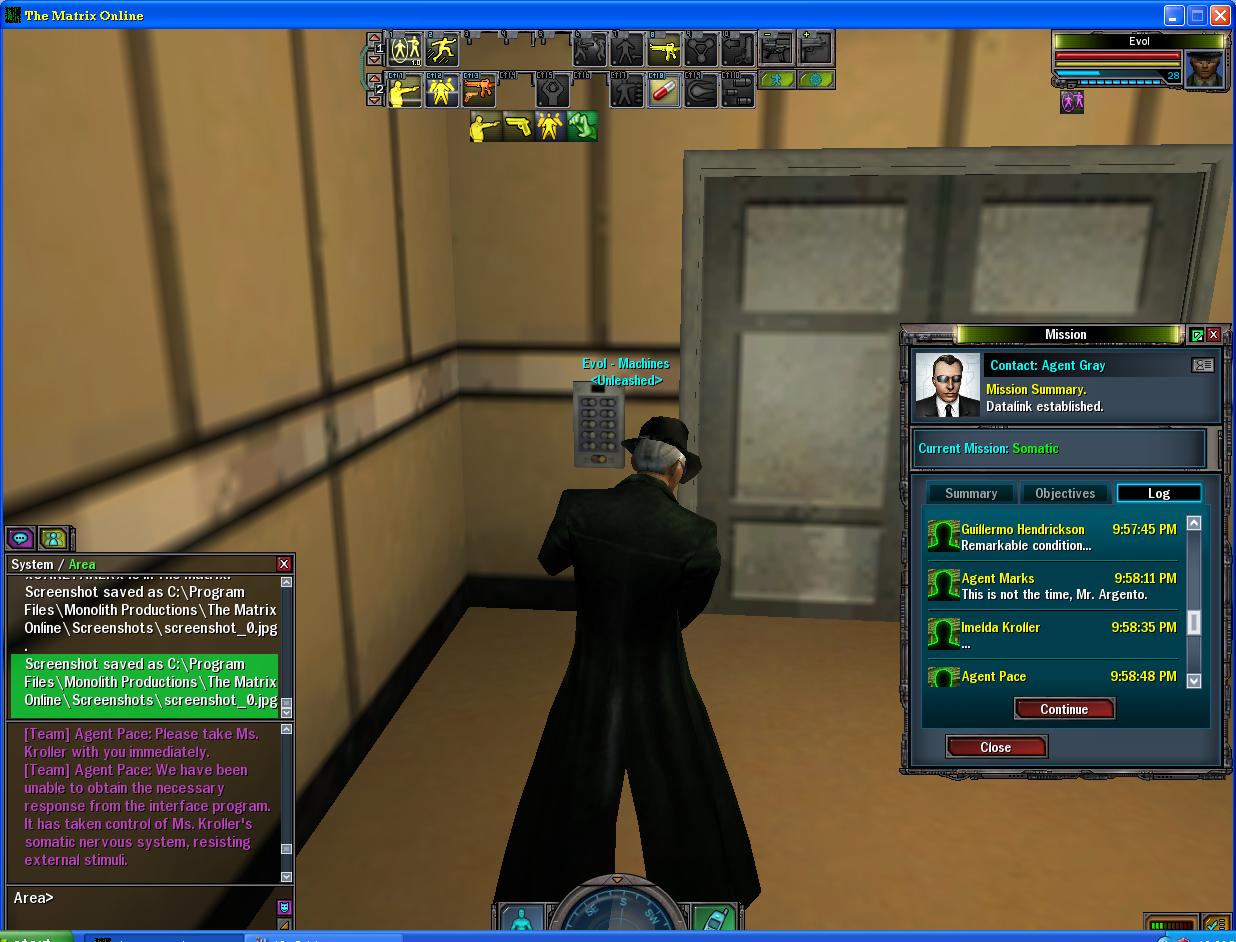 The Matrix Online
1
2
Evol
28
Evol - Machines
<Unleashed>
Mission
Contact: Agent Gray
Mission Summary.
Datalink established.
Current Mission: Somatic
Summary
Objectives
Log
Guillermo Hendrickson 9:57:45 PM
Remarkable condition...
Agent Marks 9:58:11 PM
This is not the time, Mr. Argento.
Imelda Kroller 9:58:35 PM
...
Agent Pace 9:58:48 PM
Continue
Close
System / Area
Screenshot saved as C:\Program
Files\Monolith Productions\The Matrix
Online\Screenshots\screenshot_0.jpg
.
Screenshot saved as C:\Program
Files\Monolith Productions\The Matrix
Online\Screenshots\screenshot_0.jpg
[Team] Agent Pace: Please take Ms.
Kroller with you immediately.
[Team] Agent Pace: We have been
unable to obtain the necessary
response from the interface program.
It has taken control of Ms. Kroller's
somatic nervous system, resisting
external stimuli.
Area>
S
SW